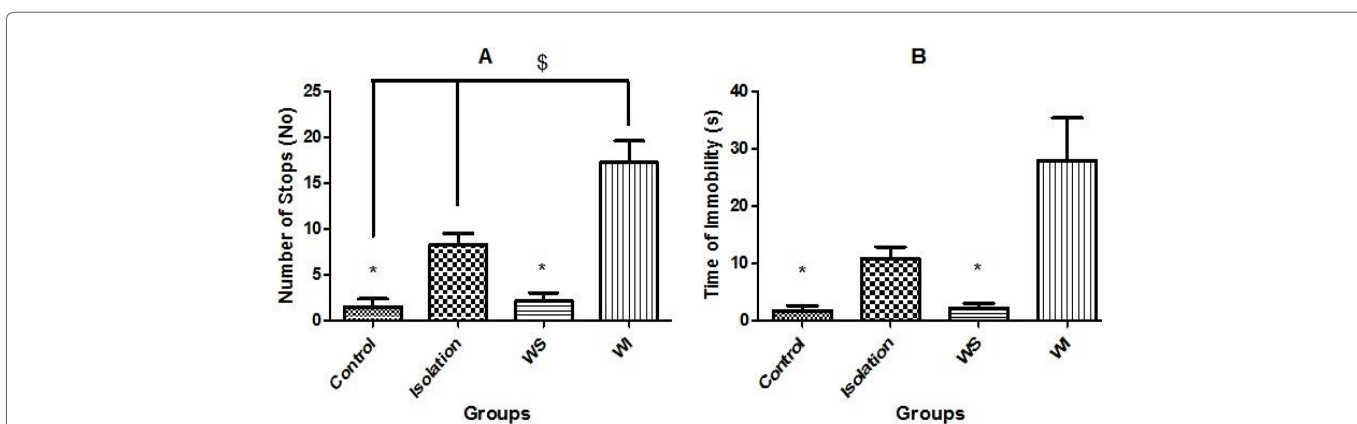 A
$
Number of Stops (No)
25
20
15
10
5
0
*
*
Control
Isolation
WS
WI
Groups
B
Time of Immobility (s)
40
30
20
10
0
*
*
Control
Isolation
WS
WI
Groups